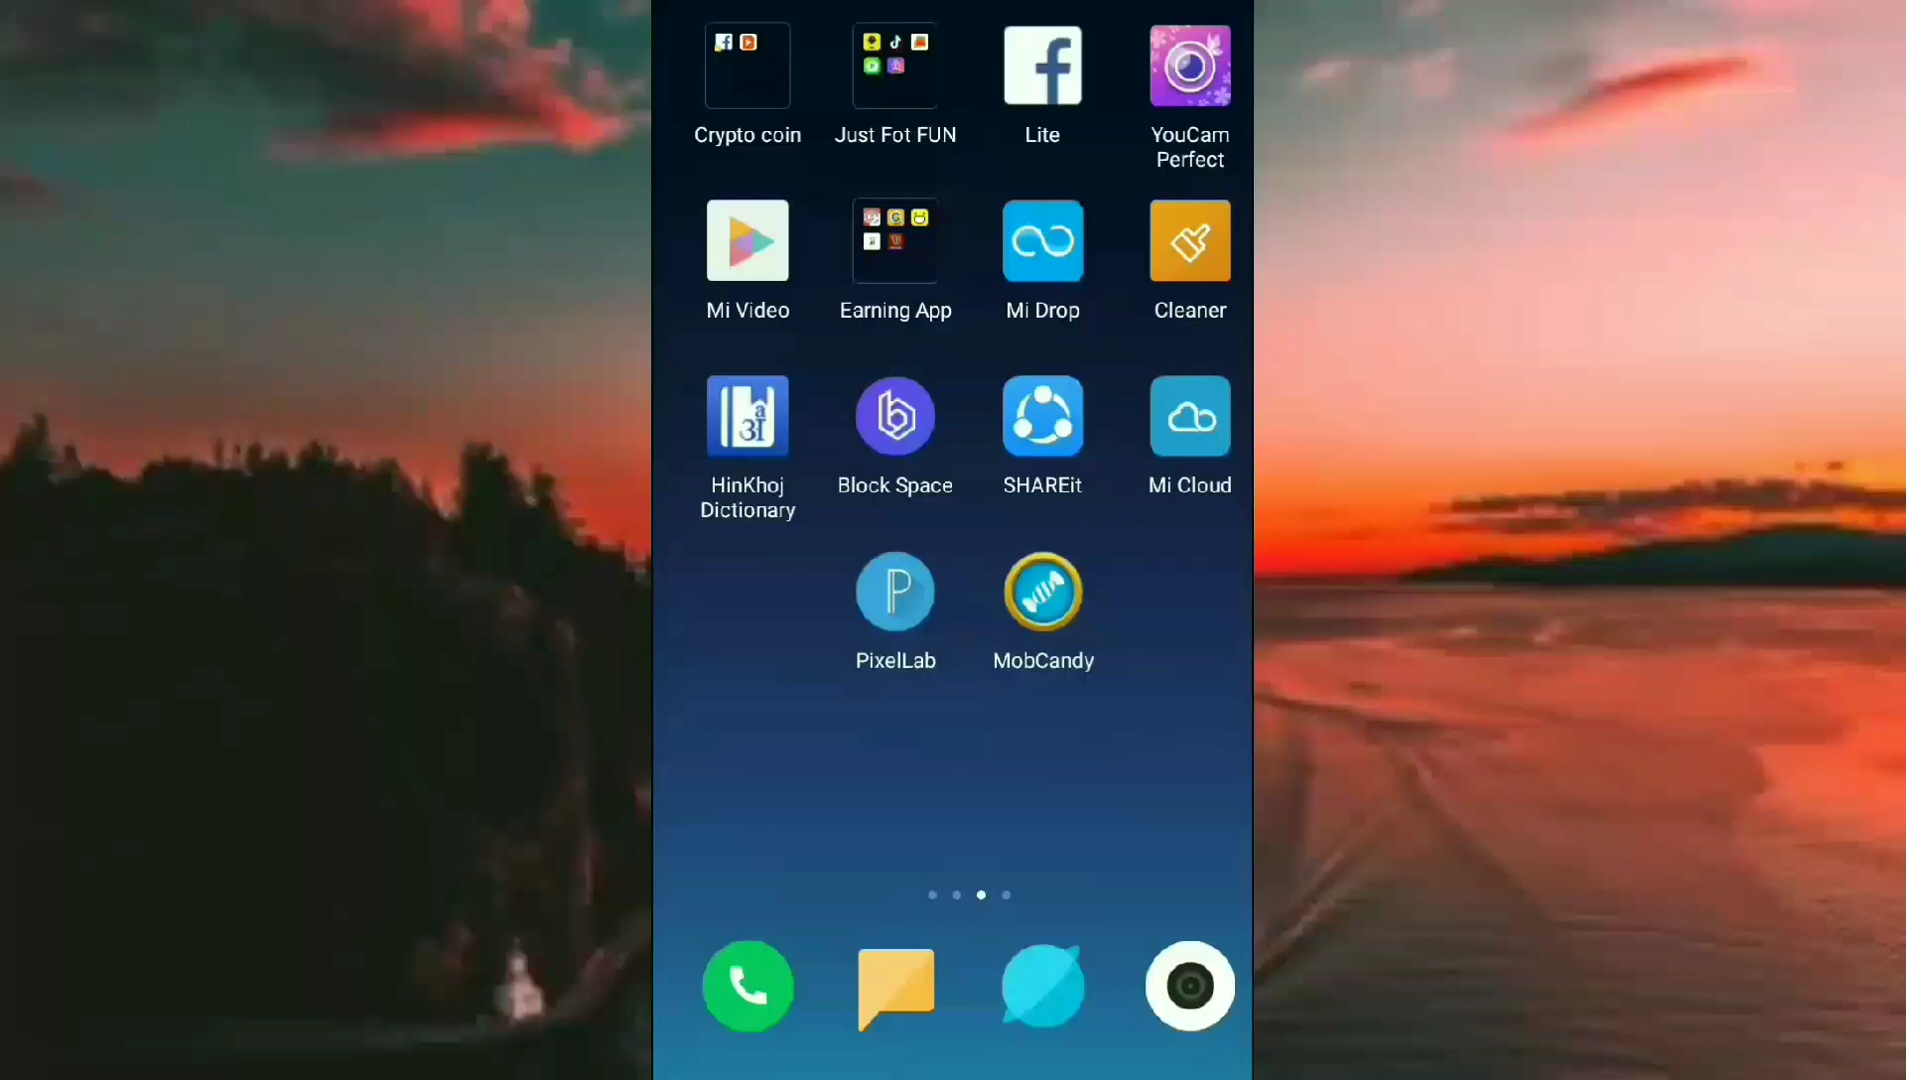 Crypto coin
Just Fot FUN
Lite
YouCam
Perfect
Mi Video
Earning App
Mi Drop
Cleaner
HinKhoj
Dictionary
Block Space
SHAREit
Mi Cloud
PixelLab
MobCandy